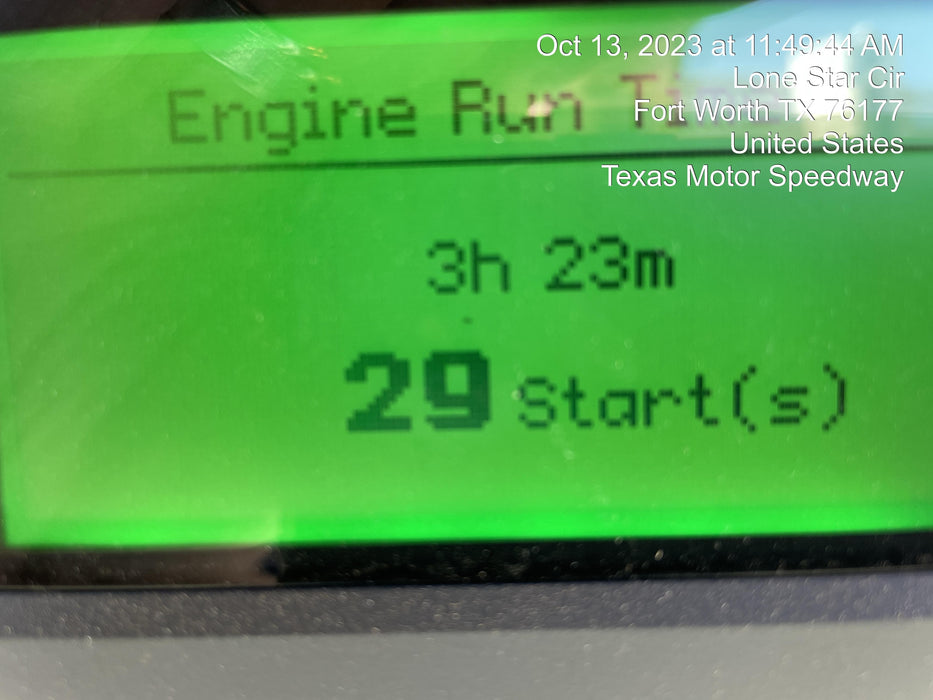 Oct 13, 2023 at 11:49:44 AM
Lone Star Cir
Fort Worth TX 76177
United States
Texas Motor Speedway
Engine Run
3h 23m
29 Start(s)